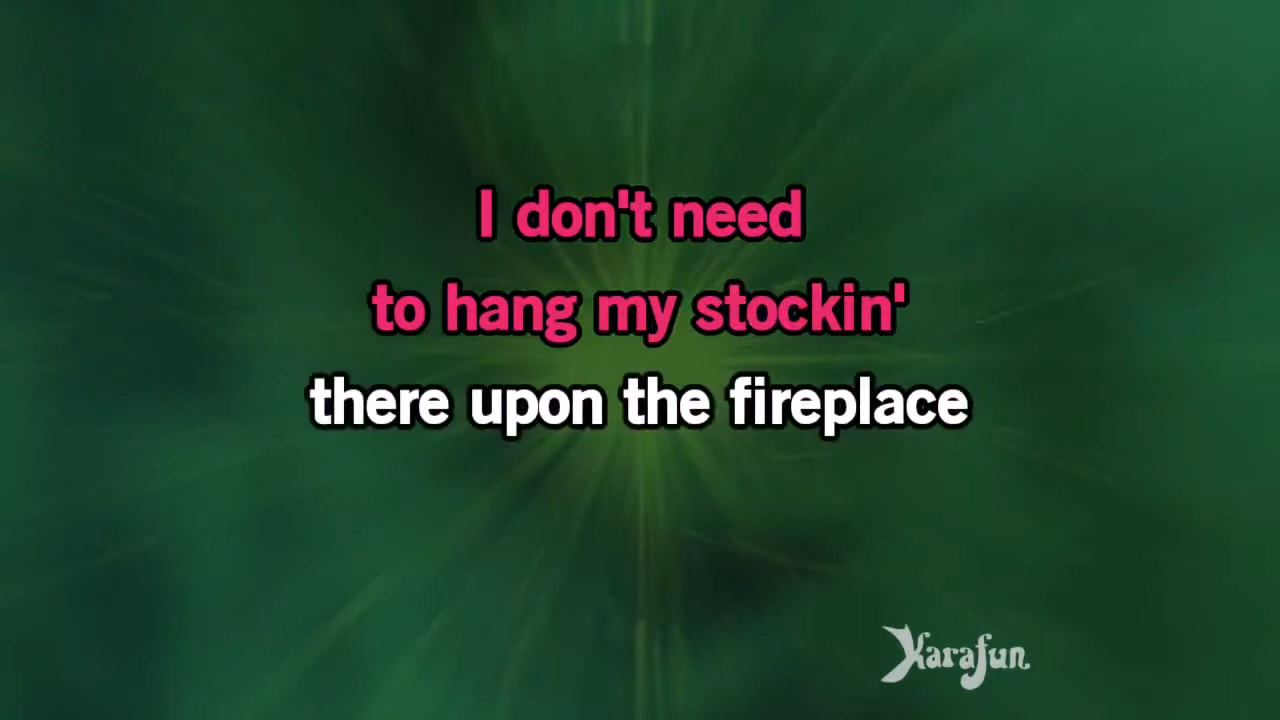 I don't need
to hang my stockin'
there upon the fireplace
Karafun